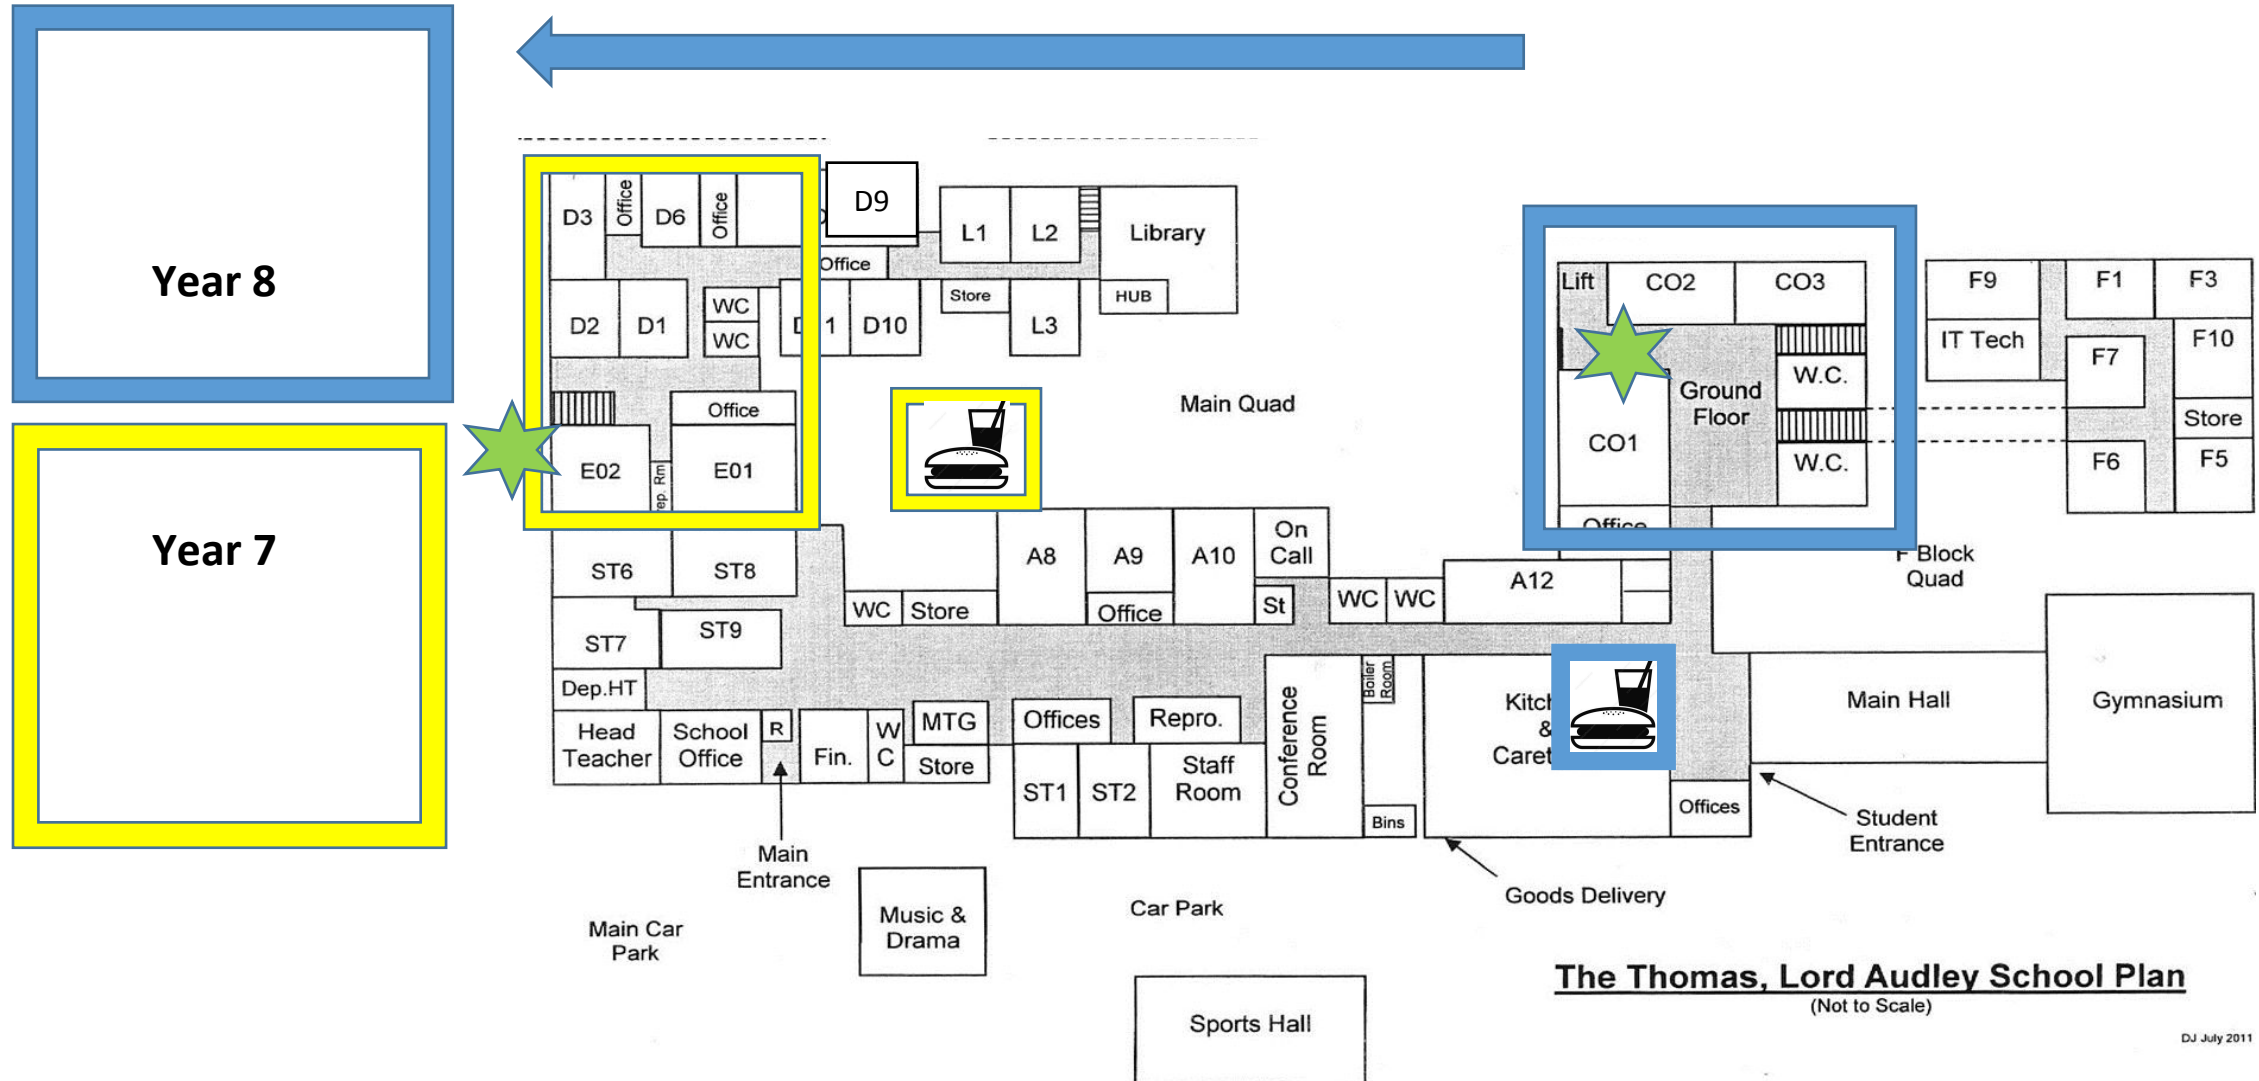 Year 8
Year 7
D3
Office
D6
Office
D9
L1
L2
Library
Office
Store
HUB
D2
D1
WC
WC
D10
L3
Office
E02
E01
Main Quad
Lift
CO2
CO3
Ground
Floor
W.C.
CO1
W.C.
Office
F9
F1
F3
IT Tech
F7
F10
Store
F6
F5
F Block
Quad
ST6
ST8
WC
Store
A8
A9
A10
On
Call
Office
St
WC
WC
A12
ST7
ST9
Dep.HT
Head
Teacher
School
Office
R
Fin.
W
C
MTG
Store
Offices
Repro.
ST1
ST2
Staff
Room
Conference
Room
Boiler
Room
Bins
&
Offices
Main Hall
Gymnasium
Student
Entrance
Goods Delivery
Main
Entrance
Main Car
Park
Music &
Drama
Car Park
Sports Hall
The Thomas, Lord Audley School Plan
(Not to Scale)
DJ July 2011